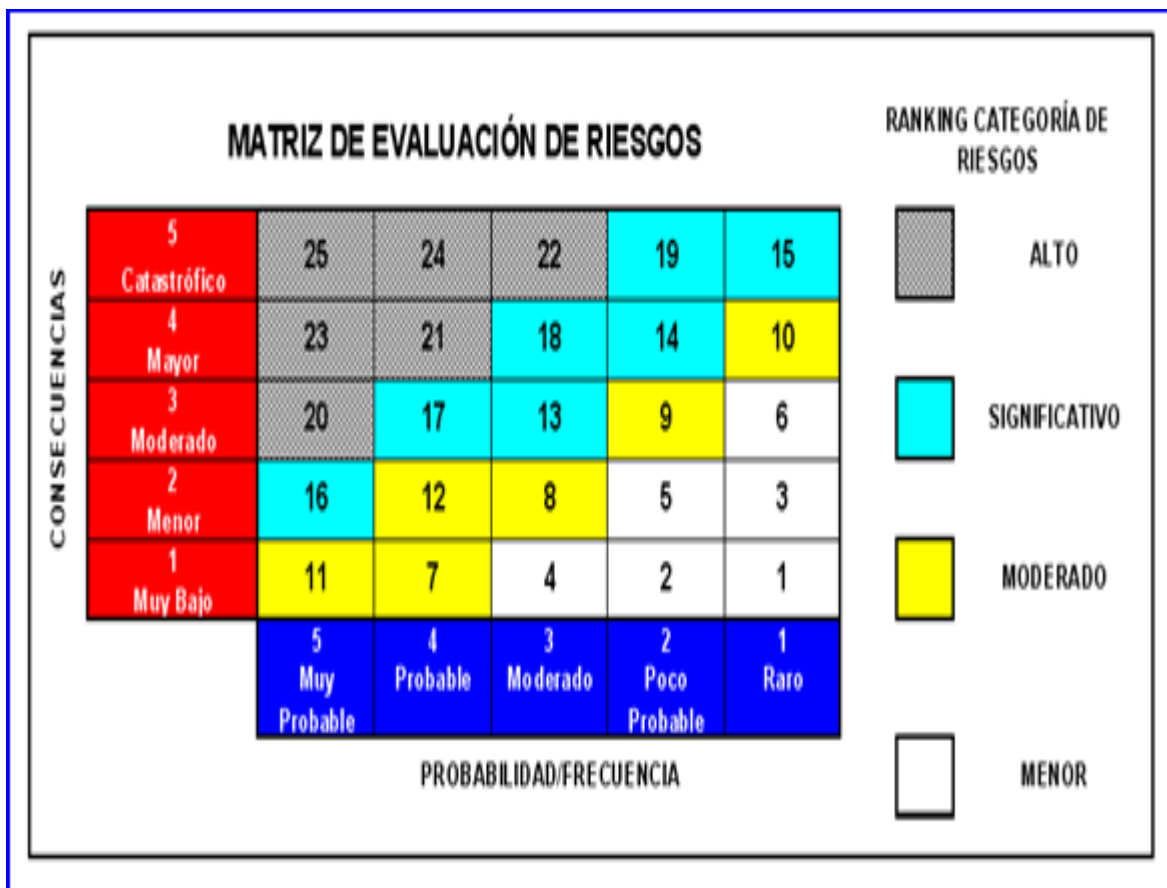 MATRIZ DE EVALUACIÓN DE RIESGOS
RANKING CATEGORÍA DE
RIESGOS
CONSECUENCIAS
5
Catastrófico
25 24 22 19 15
4
Mayor
23 21 18 14 10
3
Moderado
20 17 13 9 6
2
Menor
16 12 8 5 3
1
Muy Bajo
11 7 4 2 1
5
Muy
Probable
4
Probable
3
Moderado
2
Poco
Probable
1
Raro
PROBABILIDAD/FRECUENCIA
ALTO
SIGNIFICATIVO
MODERADO
MENOR